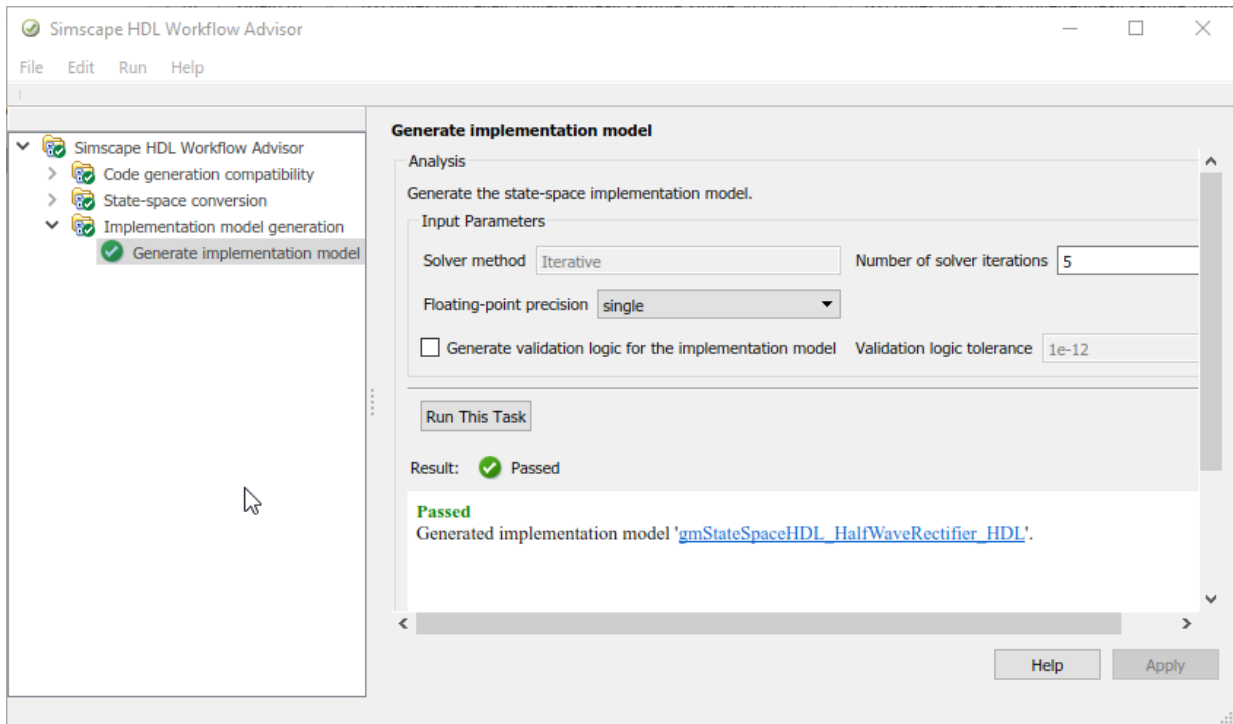 Simscape HDL Workflow Advisor
File Edit Run Help
Simscape HDL Workflow Advisor
Code generation compatibility
State-space conversion
Implementation model generation
Generate implementation model
Generate implementation model
Analysis
Generate the state-space implementation model.
Input Parameters
Solver method Iterative Number of solver iterations 5
Floating-point precision single
Generate validation logic for the implementation model Validation logic tolerance 1e-12
Run This Task
Result: Passed
Passed
Generated implementation model 'gmStateSpaceHDL_HalfWaveRectifier_HDL'.
Help Apply